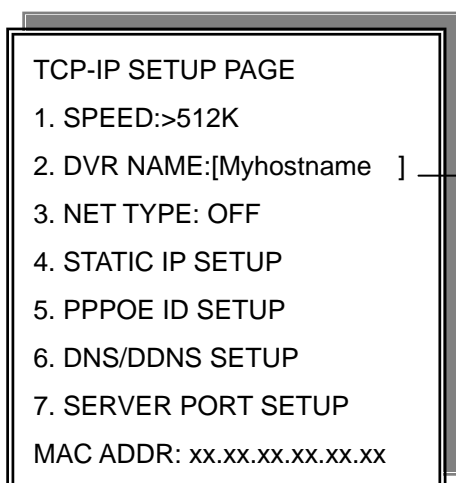 TCP-IP SETUP PAGE
1. SPEED:>512K
2. DVR NAME:[Myhostname ]
3. NET TYPE: OFF
4. STATIC IP SETUP
5. PPPOE ID SETUP
6. DNS/DDNS SETUP
7. SERVER PORT SETUP
MAC ADDR: xx.xx.xx.xx.xx.xx